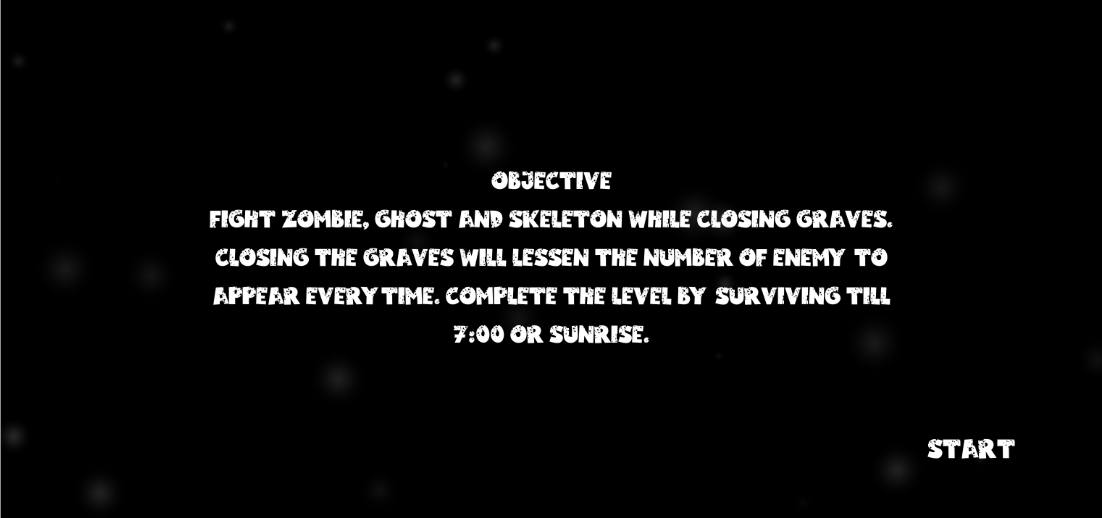 OBJECTIVE
FIGHT ZOMBIE, GHOST AND SKELETON WHILE CLOSING GRAVES.
CLOSING THE GRAVES WILL LESSEN THE NUMBER OF ENEMY TO
APPEAR EVERY TIME. COMPLETE THE LEVEL BY SURVIVING TILL
7:00 OR SUNRISE.
START